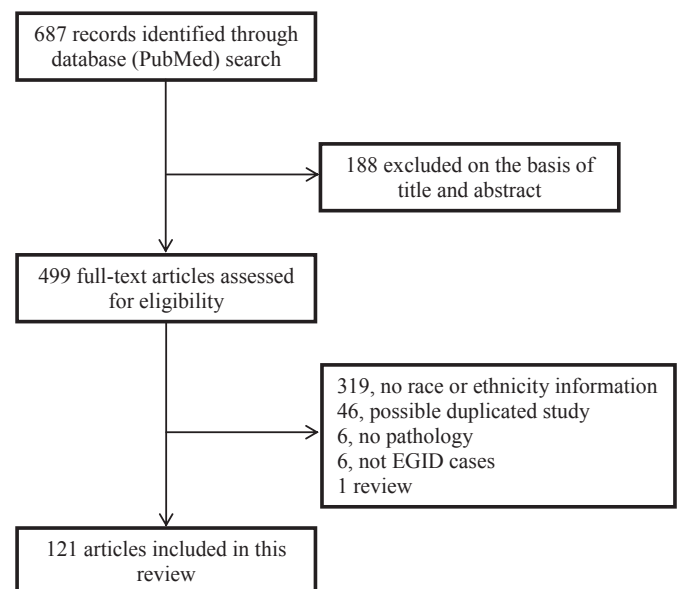 687 records identified through
database (PubMed) search
188 excluded on the basis of
title and abstract
499 full-text articles assessed
for eligibility
319, no race or ethnicity information
46, possible duplicated study
6, no pathology
6, not EGID cases
1 review
121 articles included in this
review